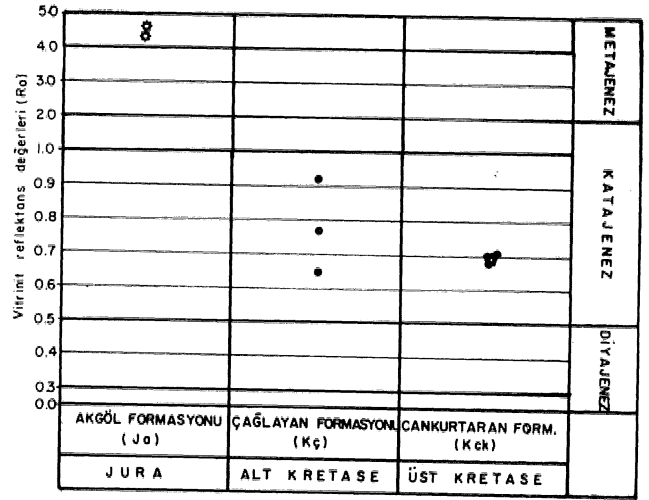 Vitrinit reflektans değerleri (Ro)
5.0
4.0
3.0
2.0
1.0
0.9
0.8
0.7
0.6
0.5
0.4
0.3
0.0
METAJENEZ
KATAJENEZ
DİYAJENEZ
AKGÖL FORMASYONU
(Ja)
ÇAĞLAYAN FORMASYONU
(Kç)
CANKURTARAN FORM.
(Kck)
JURA
ALT KRETASE
ÜST KRETASE